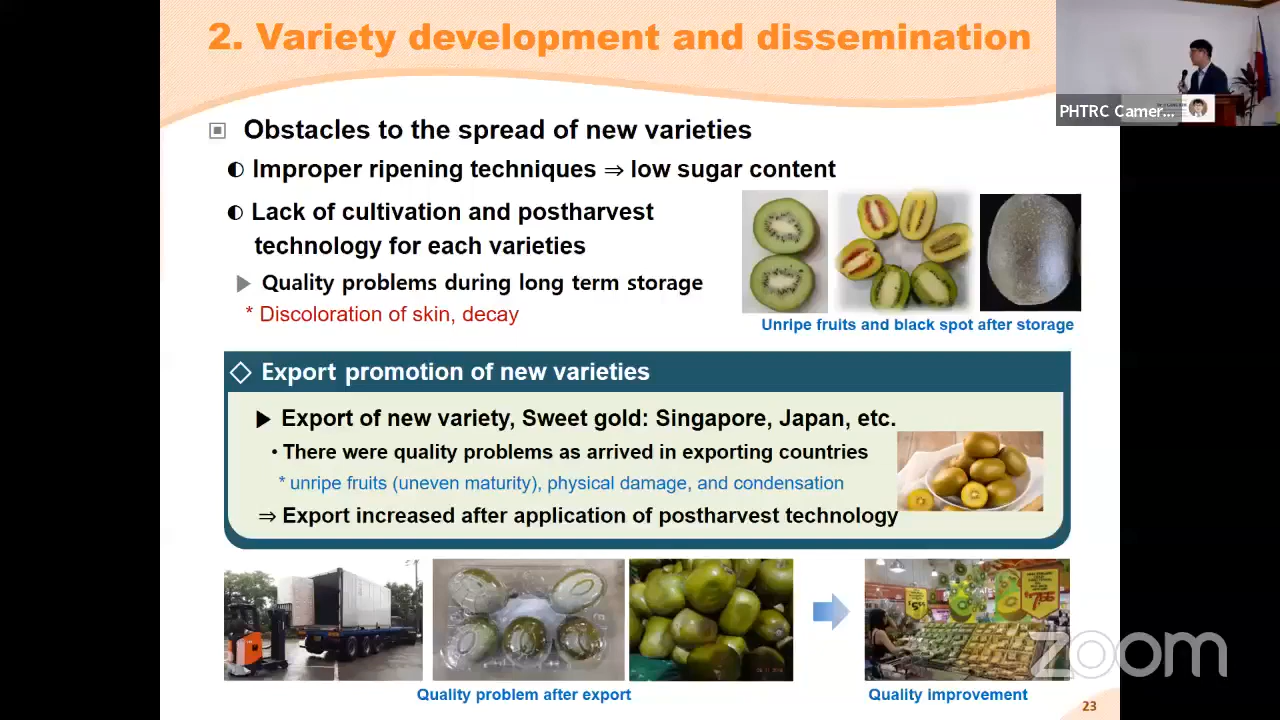 2. Variety development and dissemination
PHTRC Camer...
Obstacles to the spread of new varieties
Improper ripening techniques ⇒ low sugar content
Lack of cultivation and postharvest
technology for each varieties
Quality problems during long term storage
* Discoloration of skin, decay
Unripe fruits and black spot after storage
◇ Export promotion of new varieties
▶ Export of new variety, Sweet gold: Singapore, Japan, etc.
• There were quality problems as arrived in exporting countries
* unripe fruits (uneven maturity), physical damage, and condensation
⇒ Export increased after application of postharvest technology
Quality problem after export
Quality improvement
zoom
23